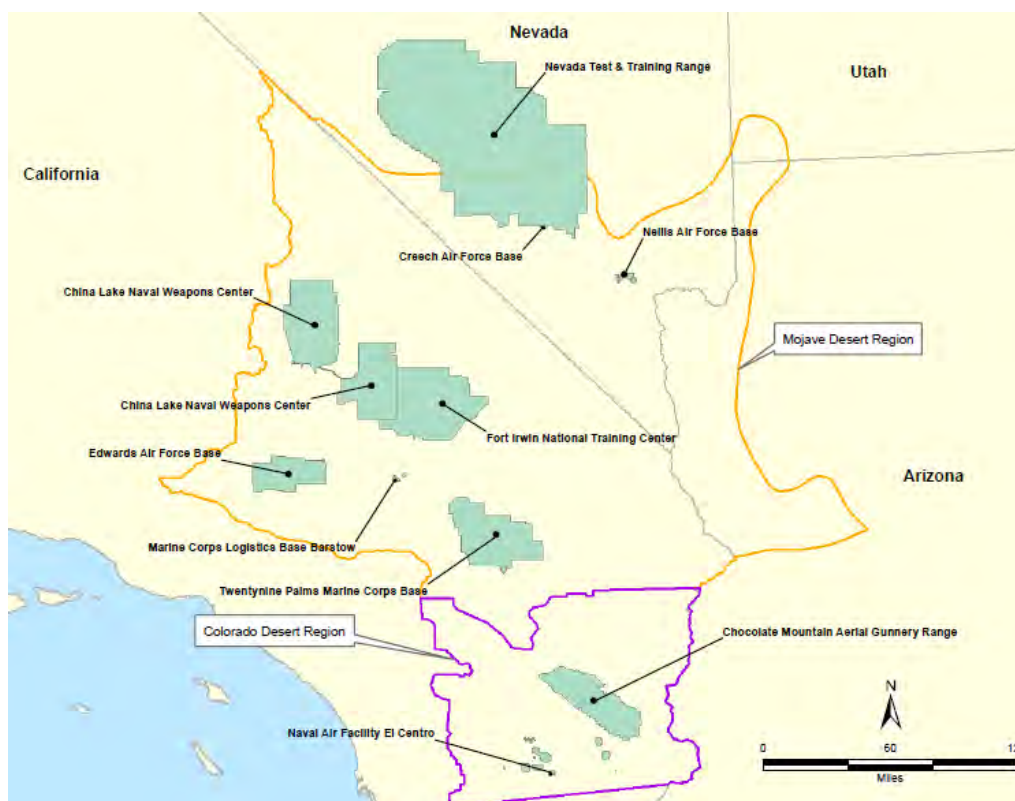 Nevada
Nevada Test & Training Range
Utah
California
Nellis Air Force Base
Creech Air Force Base
China Lake Naval Weapons Center
Mojave Desert Region
China Lake Naval Weapons Center
Fort Irwin National Training Center
Edwards Air Force Base
Arizona
Marine Corps Logistics Base Barstow
Twentynine Palms Marine Corps Base
Colorado Desert Region
Chocolate Mountain Aerial Gunnery Range
N
Naval Air Facility El Centro
0 60
Miles